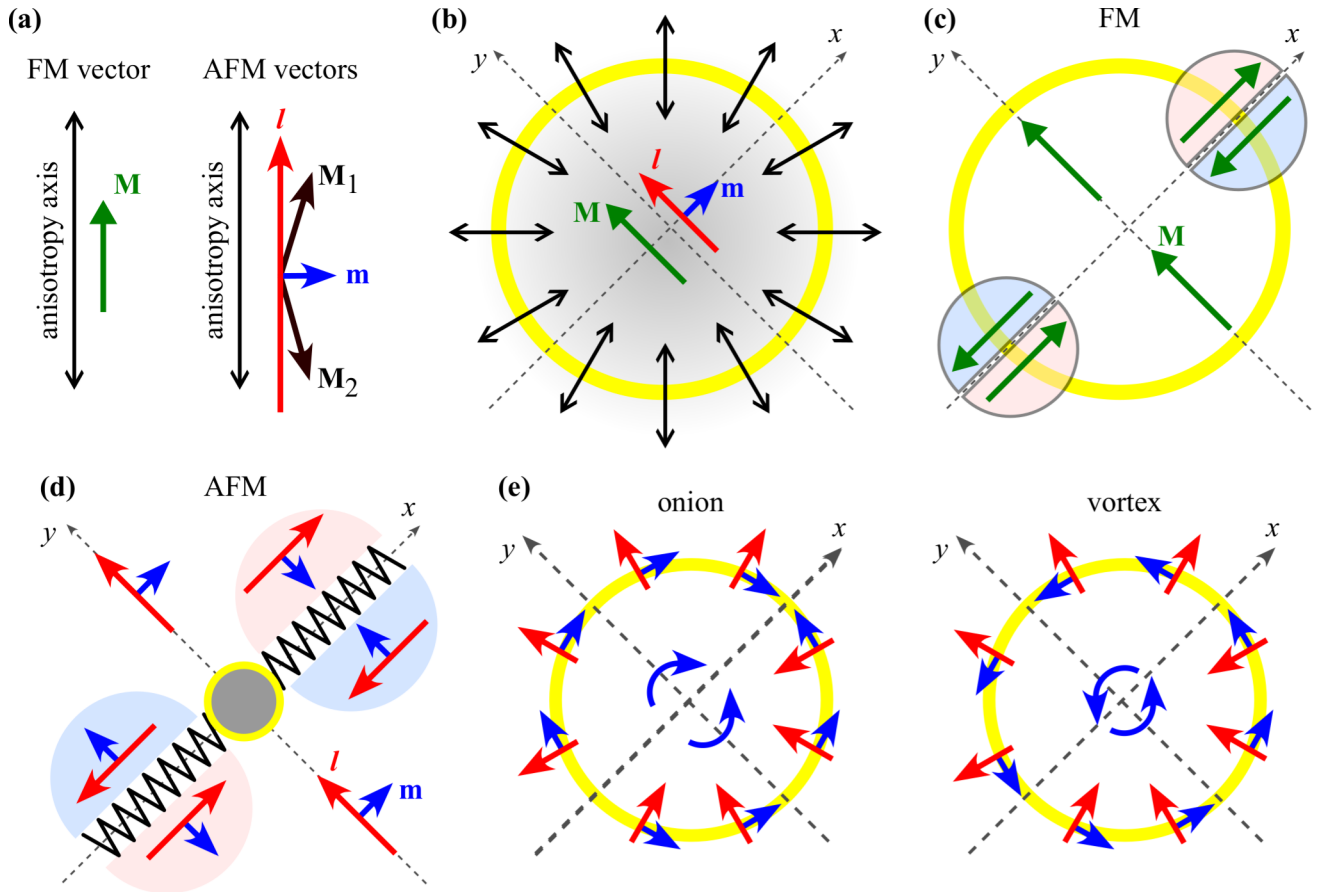 (a)
FM vector
AFM vectors
anisotropy axis
M
anisotropy axis
l
M1
m
M2
(b)
y
x
l
m
M
(c)
FM
y
x
M
(d)
AFM
y
x
l
m
(e)
onion
y
x
vortex
y
x